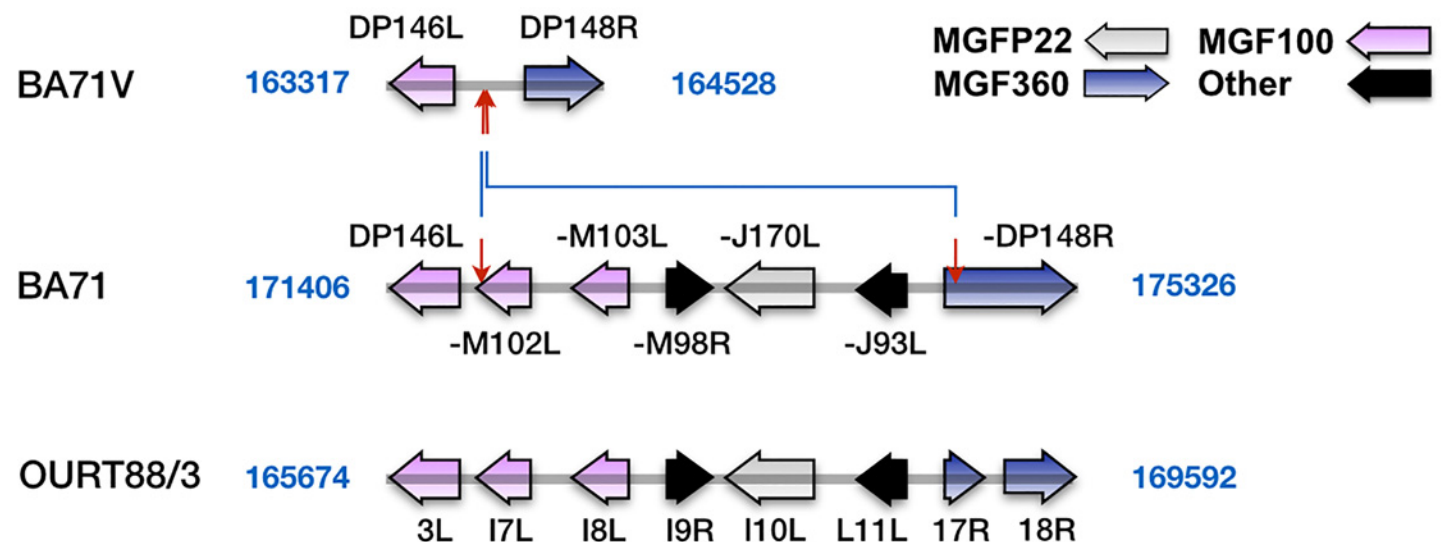 DP146L DP148R
BA71V 163317 164528
MGFP22 MGF100
MGF360 Other
DP146L -M103L -J170L -DP148R
BA71 171406 175326
-M102L -M98R -J93L
OURT88/3 165674 169592
3L I7L I8L I9R I10L L11L 17R 18R